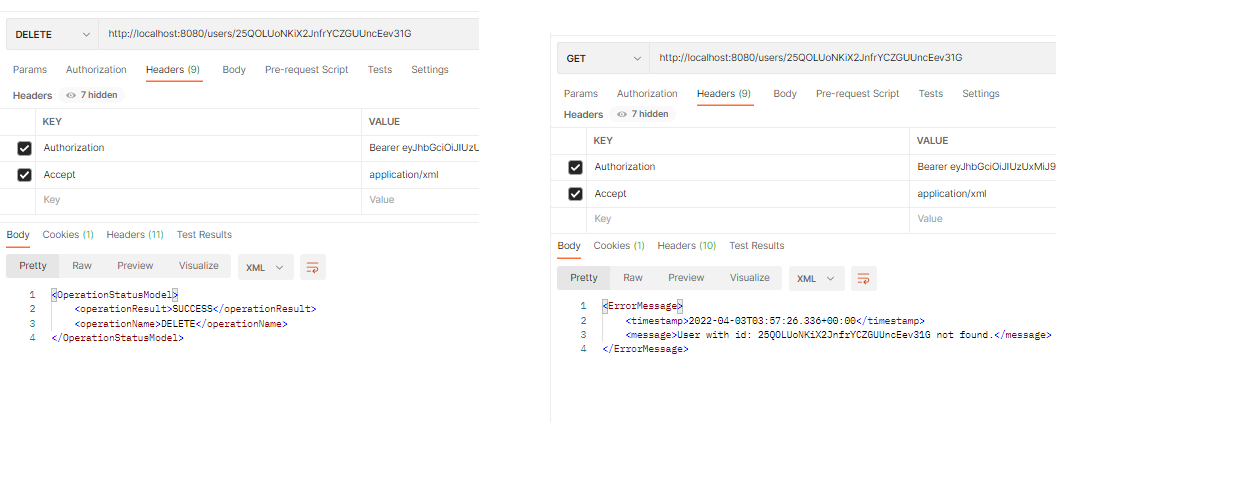 DELETE http://localhost:8080/users/25QOLUoNKiX2JnfrYCZGUUncEev31G
Params Authorization Headers (9) Body Pre-request Script Tests Settings
Headers 7 hidden
KEY VALUE
Authorization Bearer eyJhbGciOiJIUzU
Accept application/xml
Key Value
Body Cookies (1) Headers (11) Test Results
Pretty Raw Preview Visualize XML
1 <OperationStatusModel>
2 <operationResult>SUCCESS</operationResult>
3 <operationName>DELETE</operationName>
4 </OperationStatusModel>
GET http://localhost:8080/users/25QOLUoNKiX2JnfrYCZGUUncEev31G
Params Authorization Headers (9) Body Pre-request Script Tests Settings
Headers 7 hidden
KEY VALUE
Authorization Bearer eyJhbGciOiJIUzUxMiJ9
Accept application/xml
Key Value
Body Cookies (1) Headers (10) Test Results
Pretty Raw Preview Visualize XML
1 <ErrorMessage>
2 <timestamp>2022-04-03T03:57:26.336+00:00</timestamp>
3 <message>User with id: 25QOLUoNKiX2JnfrYCZGUUncEev31G not found.</message>
4 </ErrorMessage>